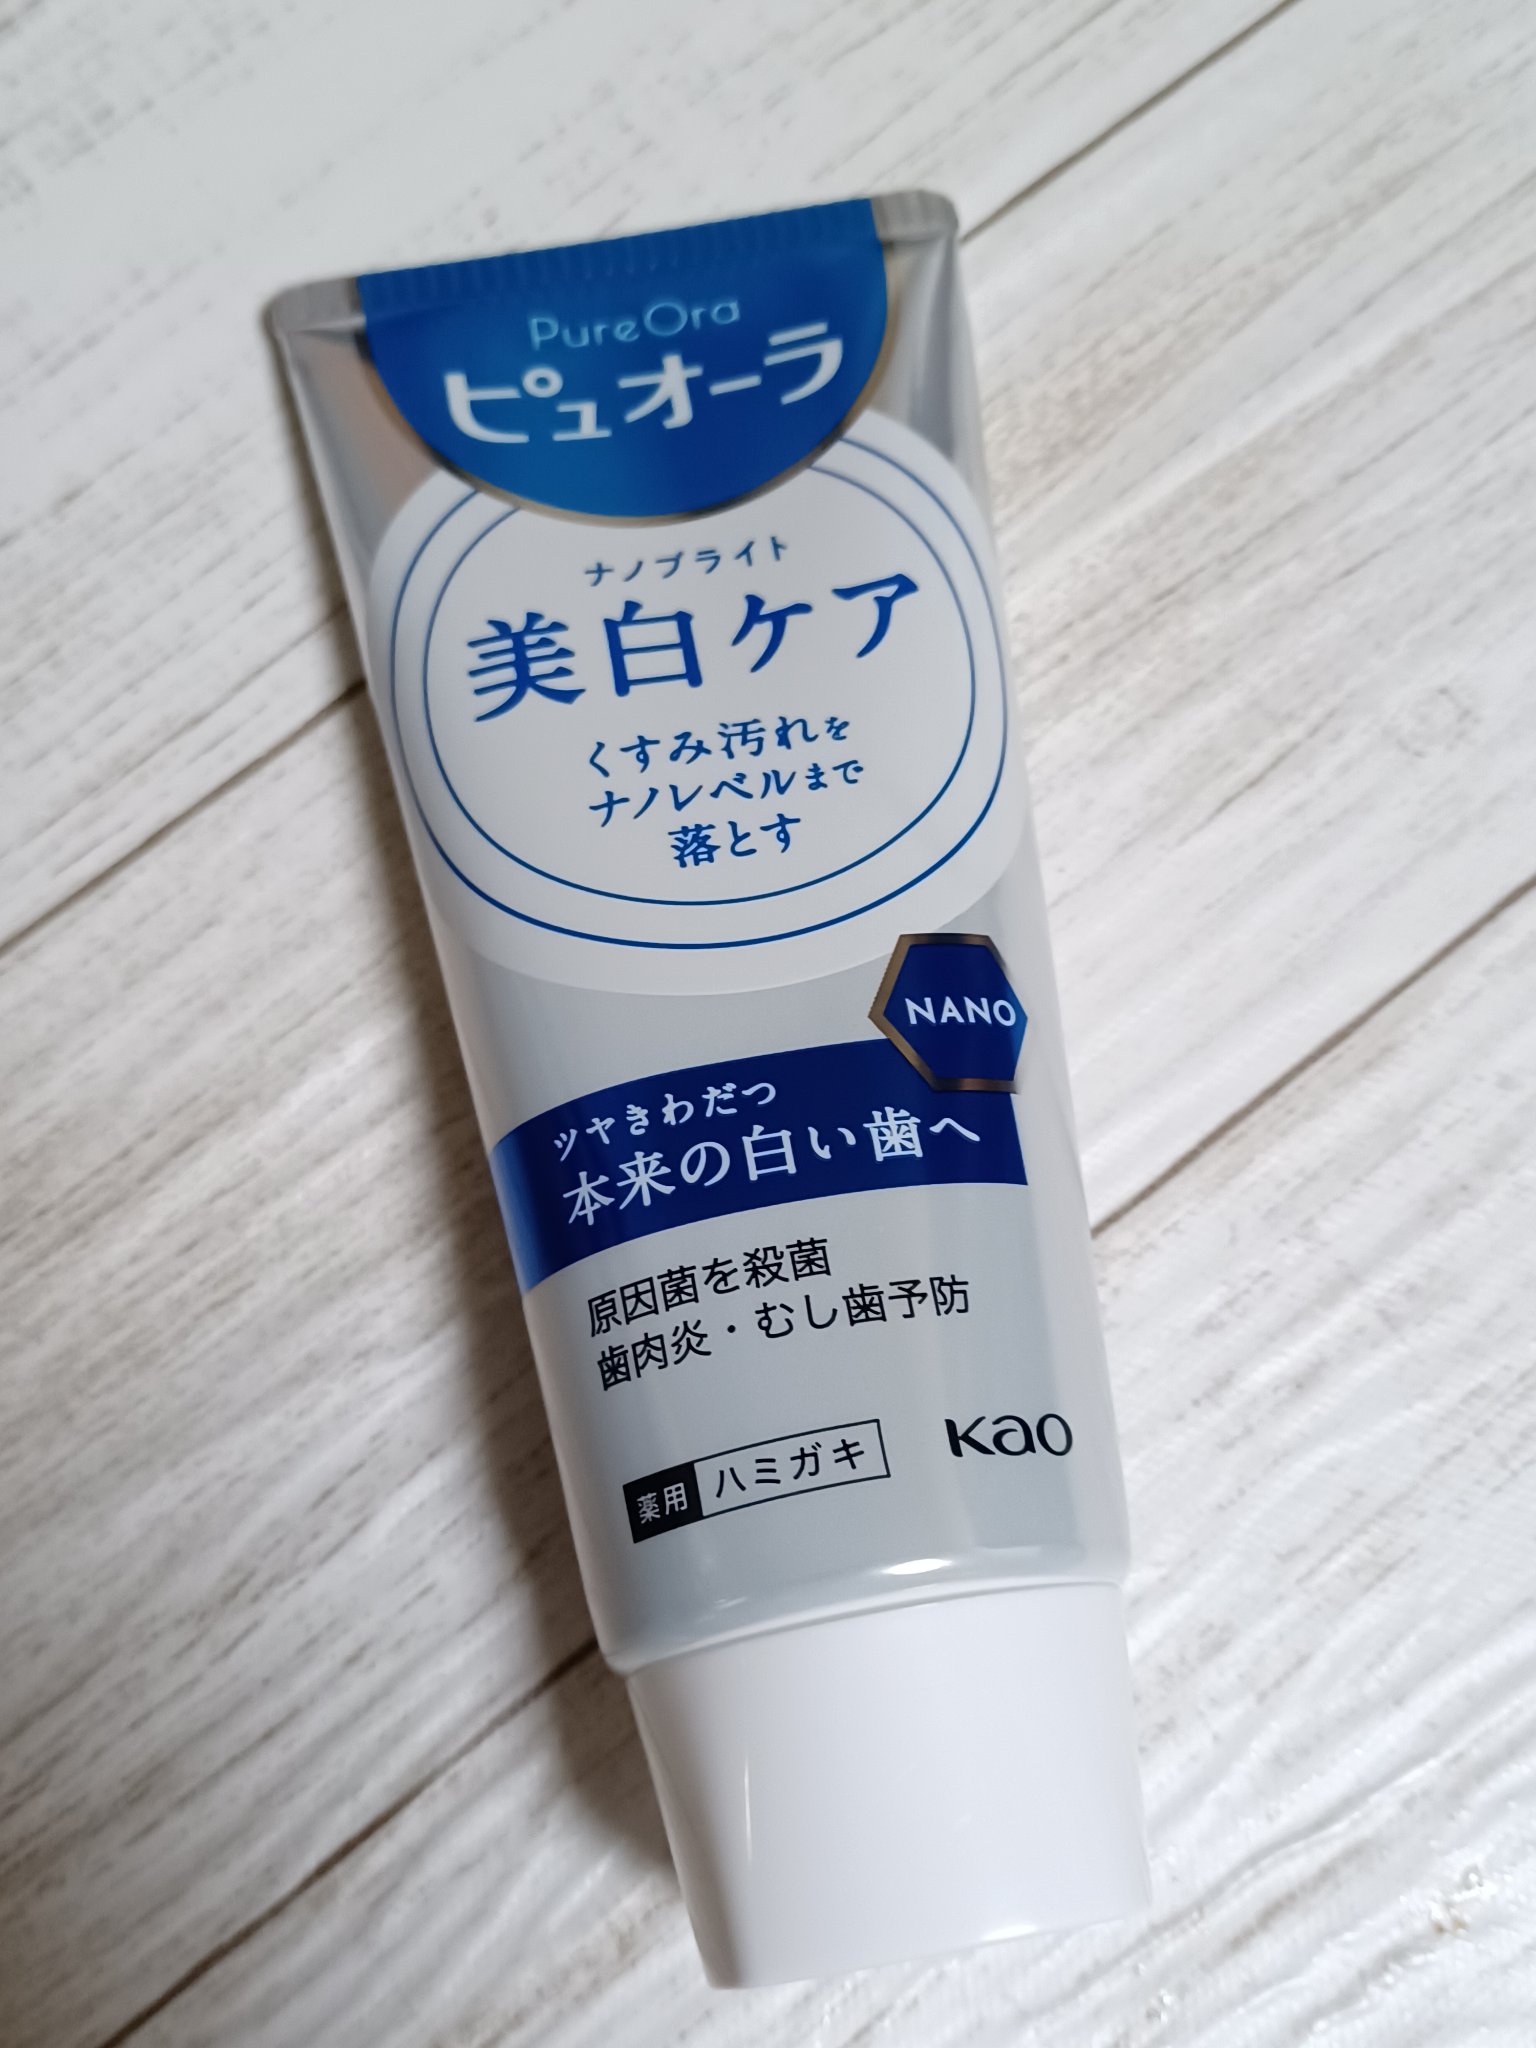 PureOra
ピュオーラ
ナノブライト
美白ケア
くすみ汚れを
ナノレベルまで
落とす
NANO
ツヤきわだつ
本来の白い歯へ
原因菌を殺菌
歯肉炎・むし歯予防
薬用 ハミガキ
Kao